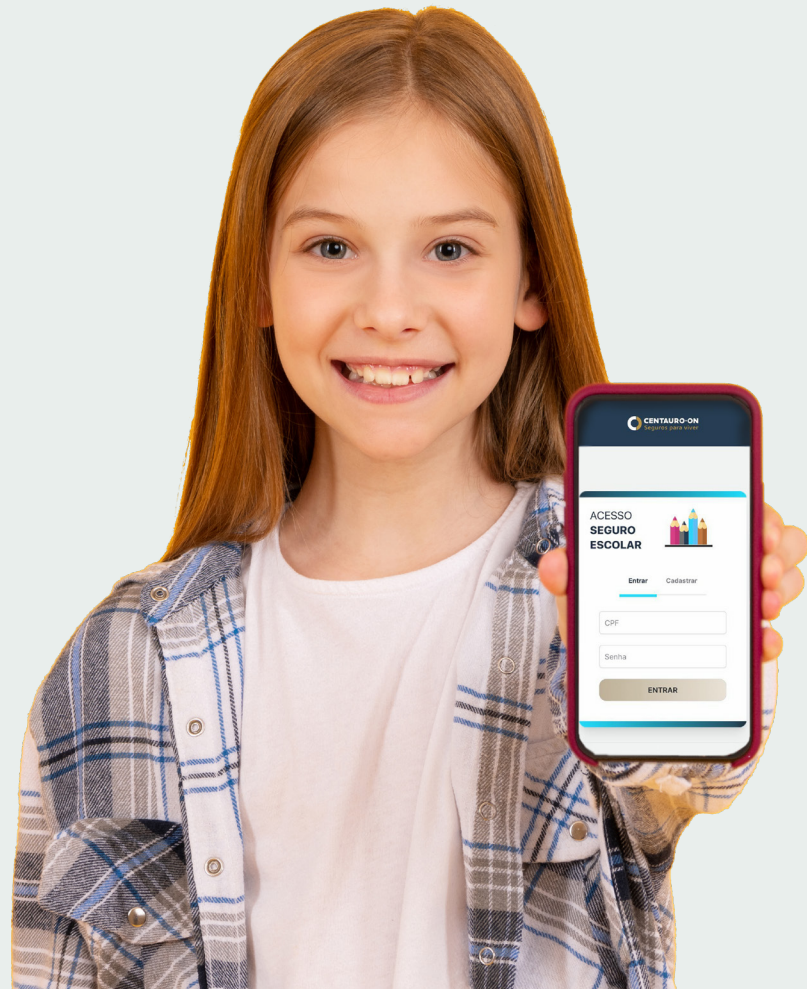 CENTAURO-ON
Seguros para viver
ACESSO
SEGURO
ESCOLAR
Entrar Cadastrar
CPF
Senha
ENTRAR